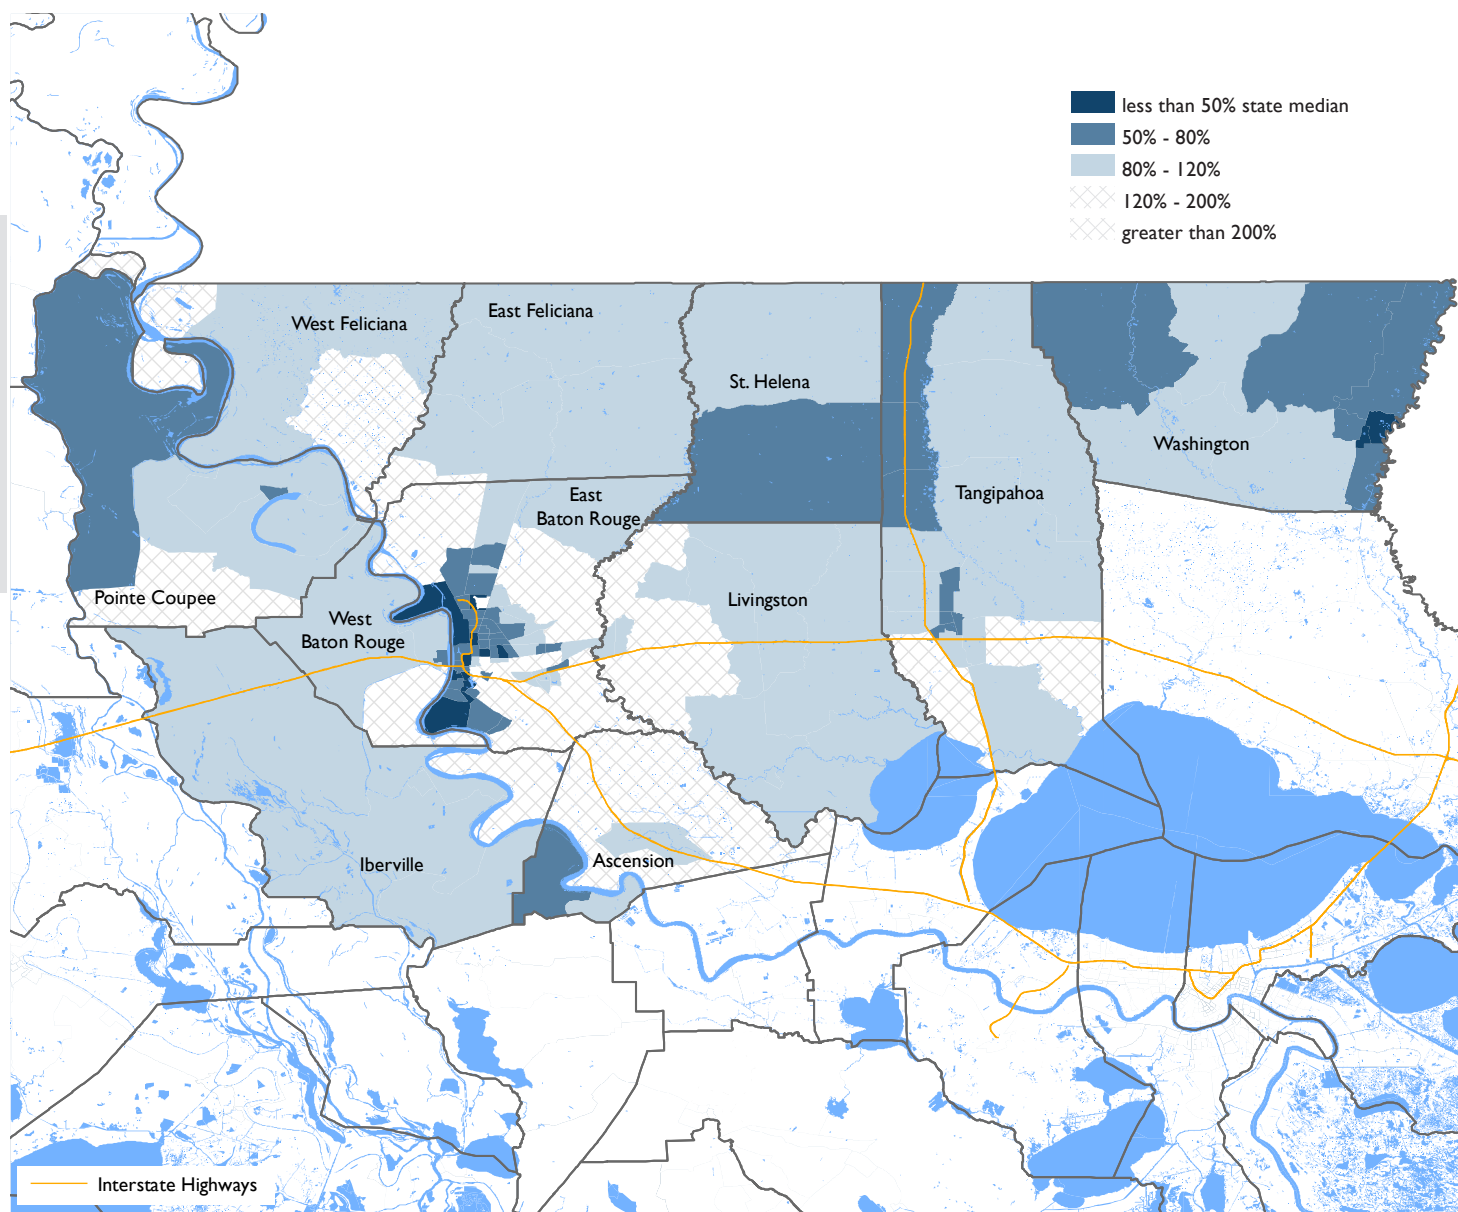 less than 50% state median
50% - 80%
80% - 120%
120% - 200%
greater than 200%
West Feliciana
East Feliciana
St. Helena
Washington
Tangipahoa
East
Baton Rouge
Pointe Coupee
West
Baton Rouge
Livingston
Iberville
Ascension
Interstate Highways